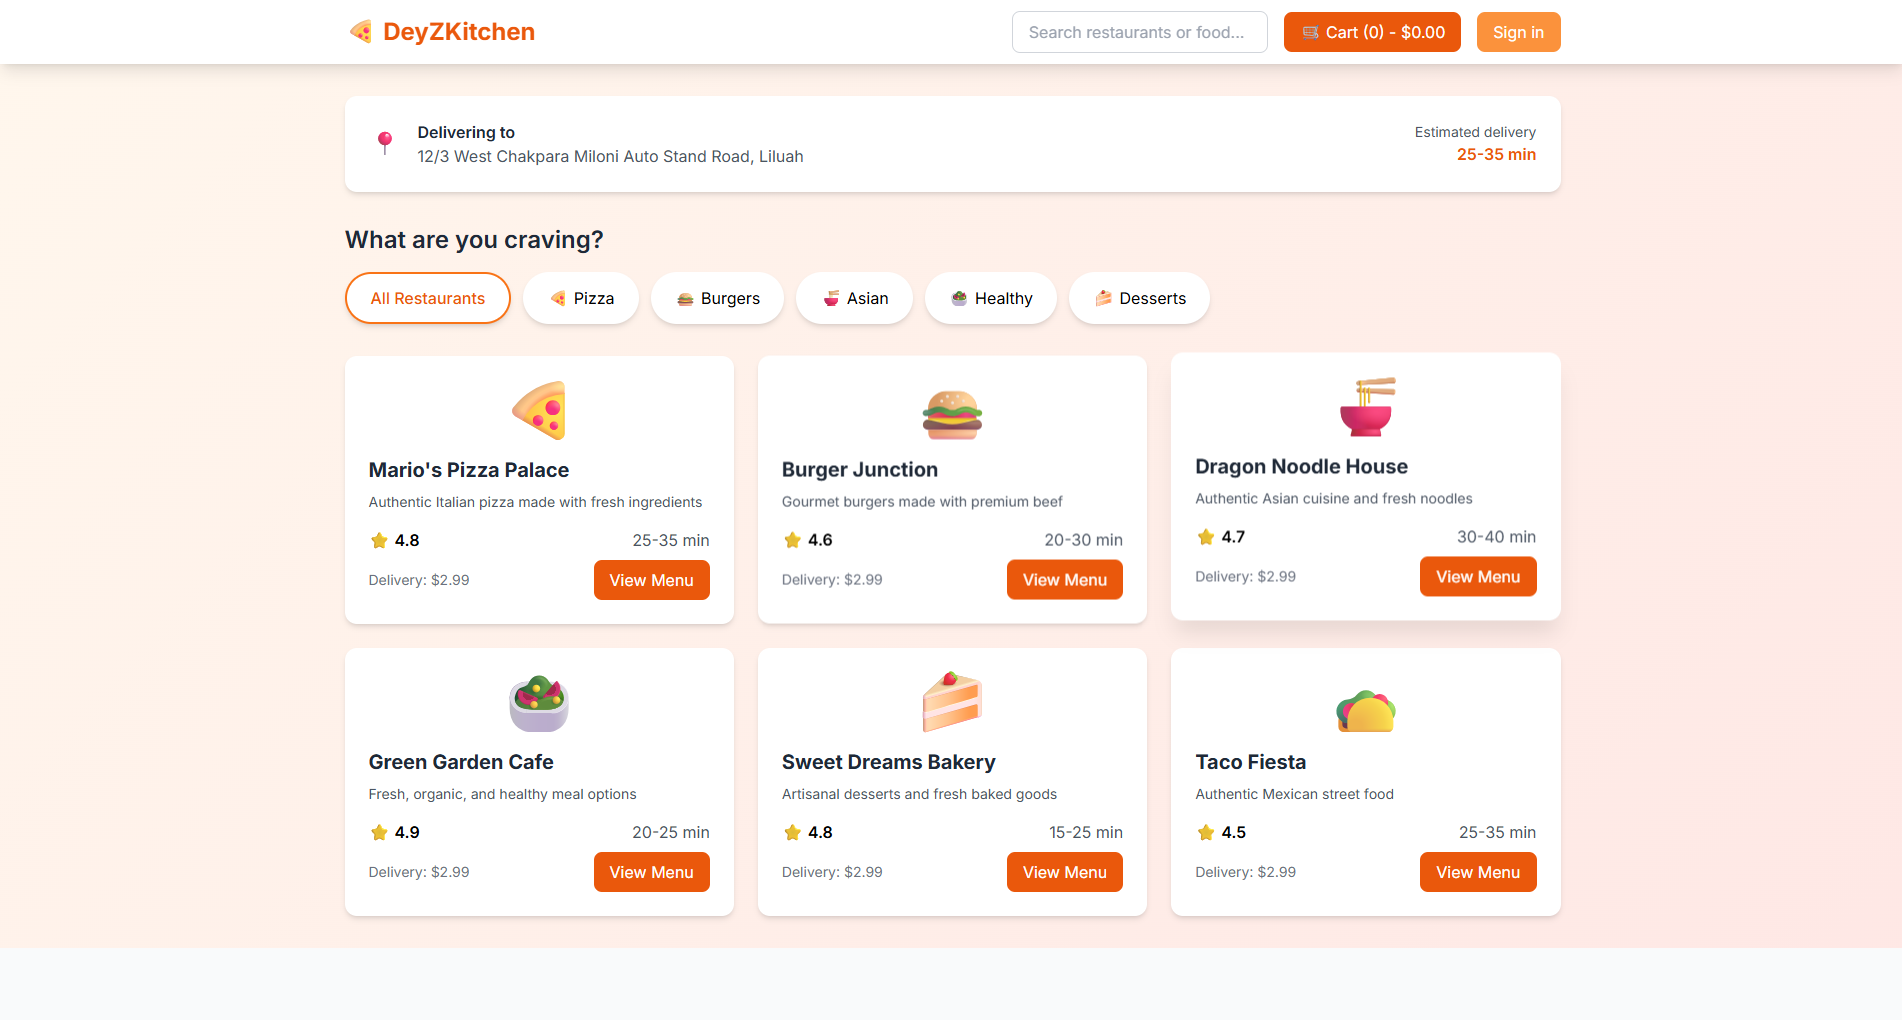 DeyZKitchen
Search restaurants or food...
Cart (0) - $0.00
Sign in
Delivering to
12/3 West Chakpara Miloni Auto Stand Road, Liluah
Estimated delivery
25-35 min
What are you craving?
All Restaurants
Pizza
Burgers
Asian
Healthy
Desserts
Mario's Pizza Palace
Authentic Italian pizza made with fresh ingredients
4.8
25-35 min
Delivery: $2.99
View Menu
Burger Junction
Gourmet burgers made with premium beef
4.6
20-30 min
Delivery: $2.99
View Menu
Dragon Noodle House
Authentic Asian cuisine and fresh noodles
4.7
30-40 min
Delivery: $2.99
View Menu
Green Garden Cafe
Fresh, organic, and healthy meal options
4.9
20-25 min
Delivery: $2.99
View Menu
Sweet Dreams Bakery
Artisanal desserts and fresh baked goods
4.8
15-25 min
Delivery: $2.99
View Menu
Taco Fiesta
Authentic Mexican street food
4.5
25-35 min
Delivery: $2.99
View Menu